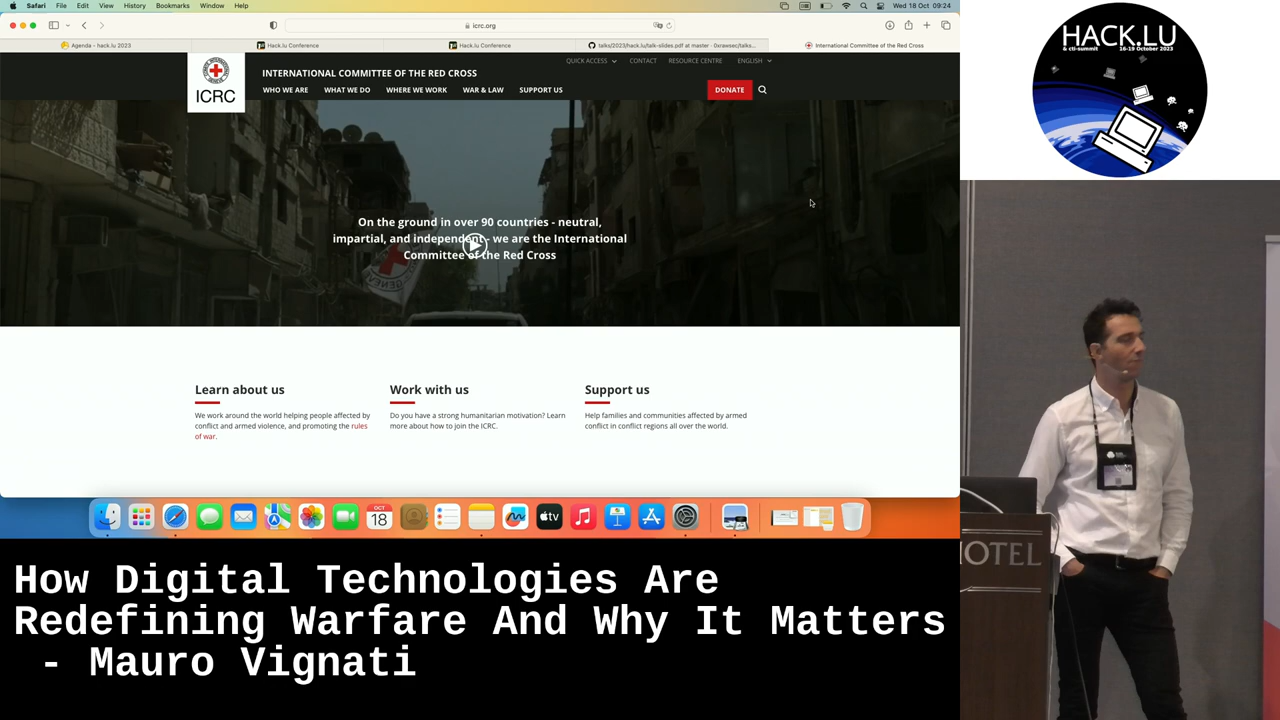 Safari File Edit View History Bookmarks Window Help
Wed 18 Oct 09:24
icrc.org
Agenda - hack.lu 2023
Hack.lu Conference
Hack.lu Conference
talks/2023/hack.lu/talk-slides.pdf at master · 0xrawsec/talks...
International Committee of the Red Cross
QUICK ACCESS CONTACT RESOURCE CENTRE ENGLISH
ICRC
INTERNATIONAL COMMITTEE OF THE RED CROSS
WHO WE ARE WHAT WE DO WHERE WE WORK WAR & LAW SUPPORT US
DONATE
On the ground in over 90 countries - neutral,
impartial, and independent - we are the International
Committee of the Red Cross
Learn about us
We work around the world helping people affected by
conflict and armed violence, and promoting the rules
of war.
Work with us
Do you have a strong humanitarian motivation? Learn
more about how to join the ICRC.
Support us
Help families and communities affected by armed
conflict in conflict regions all over the world.
OCT
18
tv
HACK.LU
& cti-summit 16-19 October 2023
HOTEL
How Digital Technologies Are
Redefining Warfare And Why It Matters
- Mauro Vignati